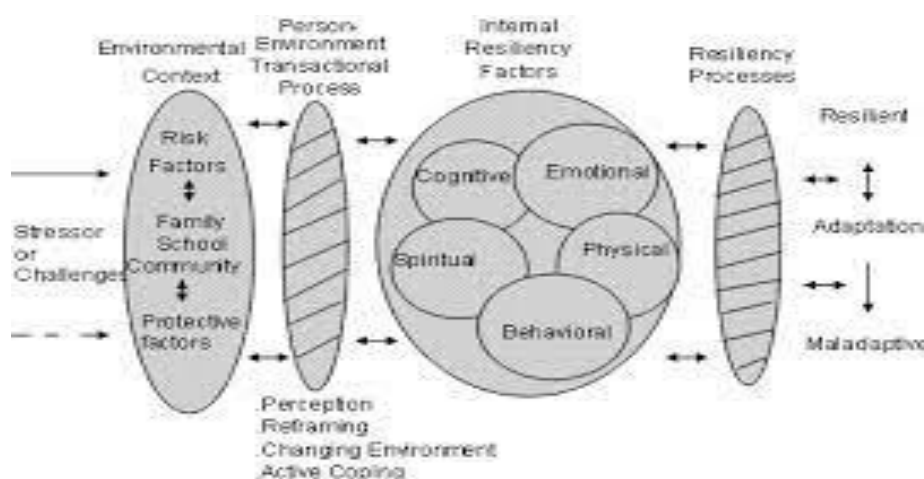 Environmental
Context
Person-
Environment
Transactional
Process
Internal
Resiliency
Factors
Resiliency
Processes
Stressor
or
Challenges
Risk
Factors
Family
School
Community
Protective
factors
.Perception
.Reframing
.Changing Environment
.Active Coping
Cognitive
Emotional
Spiritual
Physical
Behavioral
Resilient
Adaptation
Maladaptive